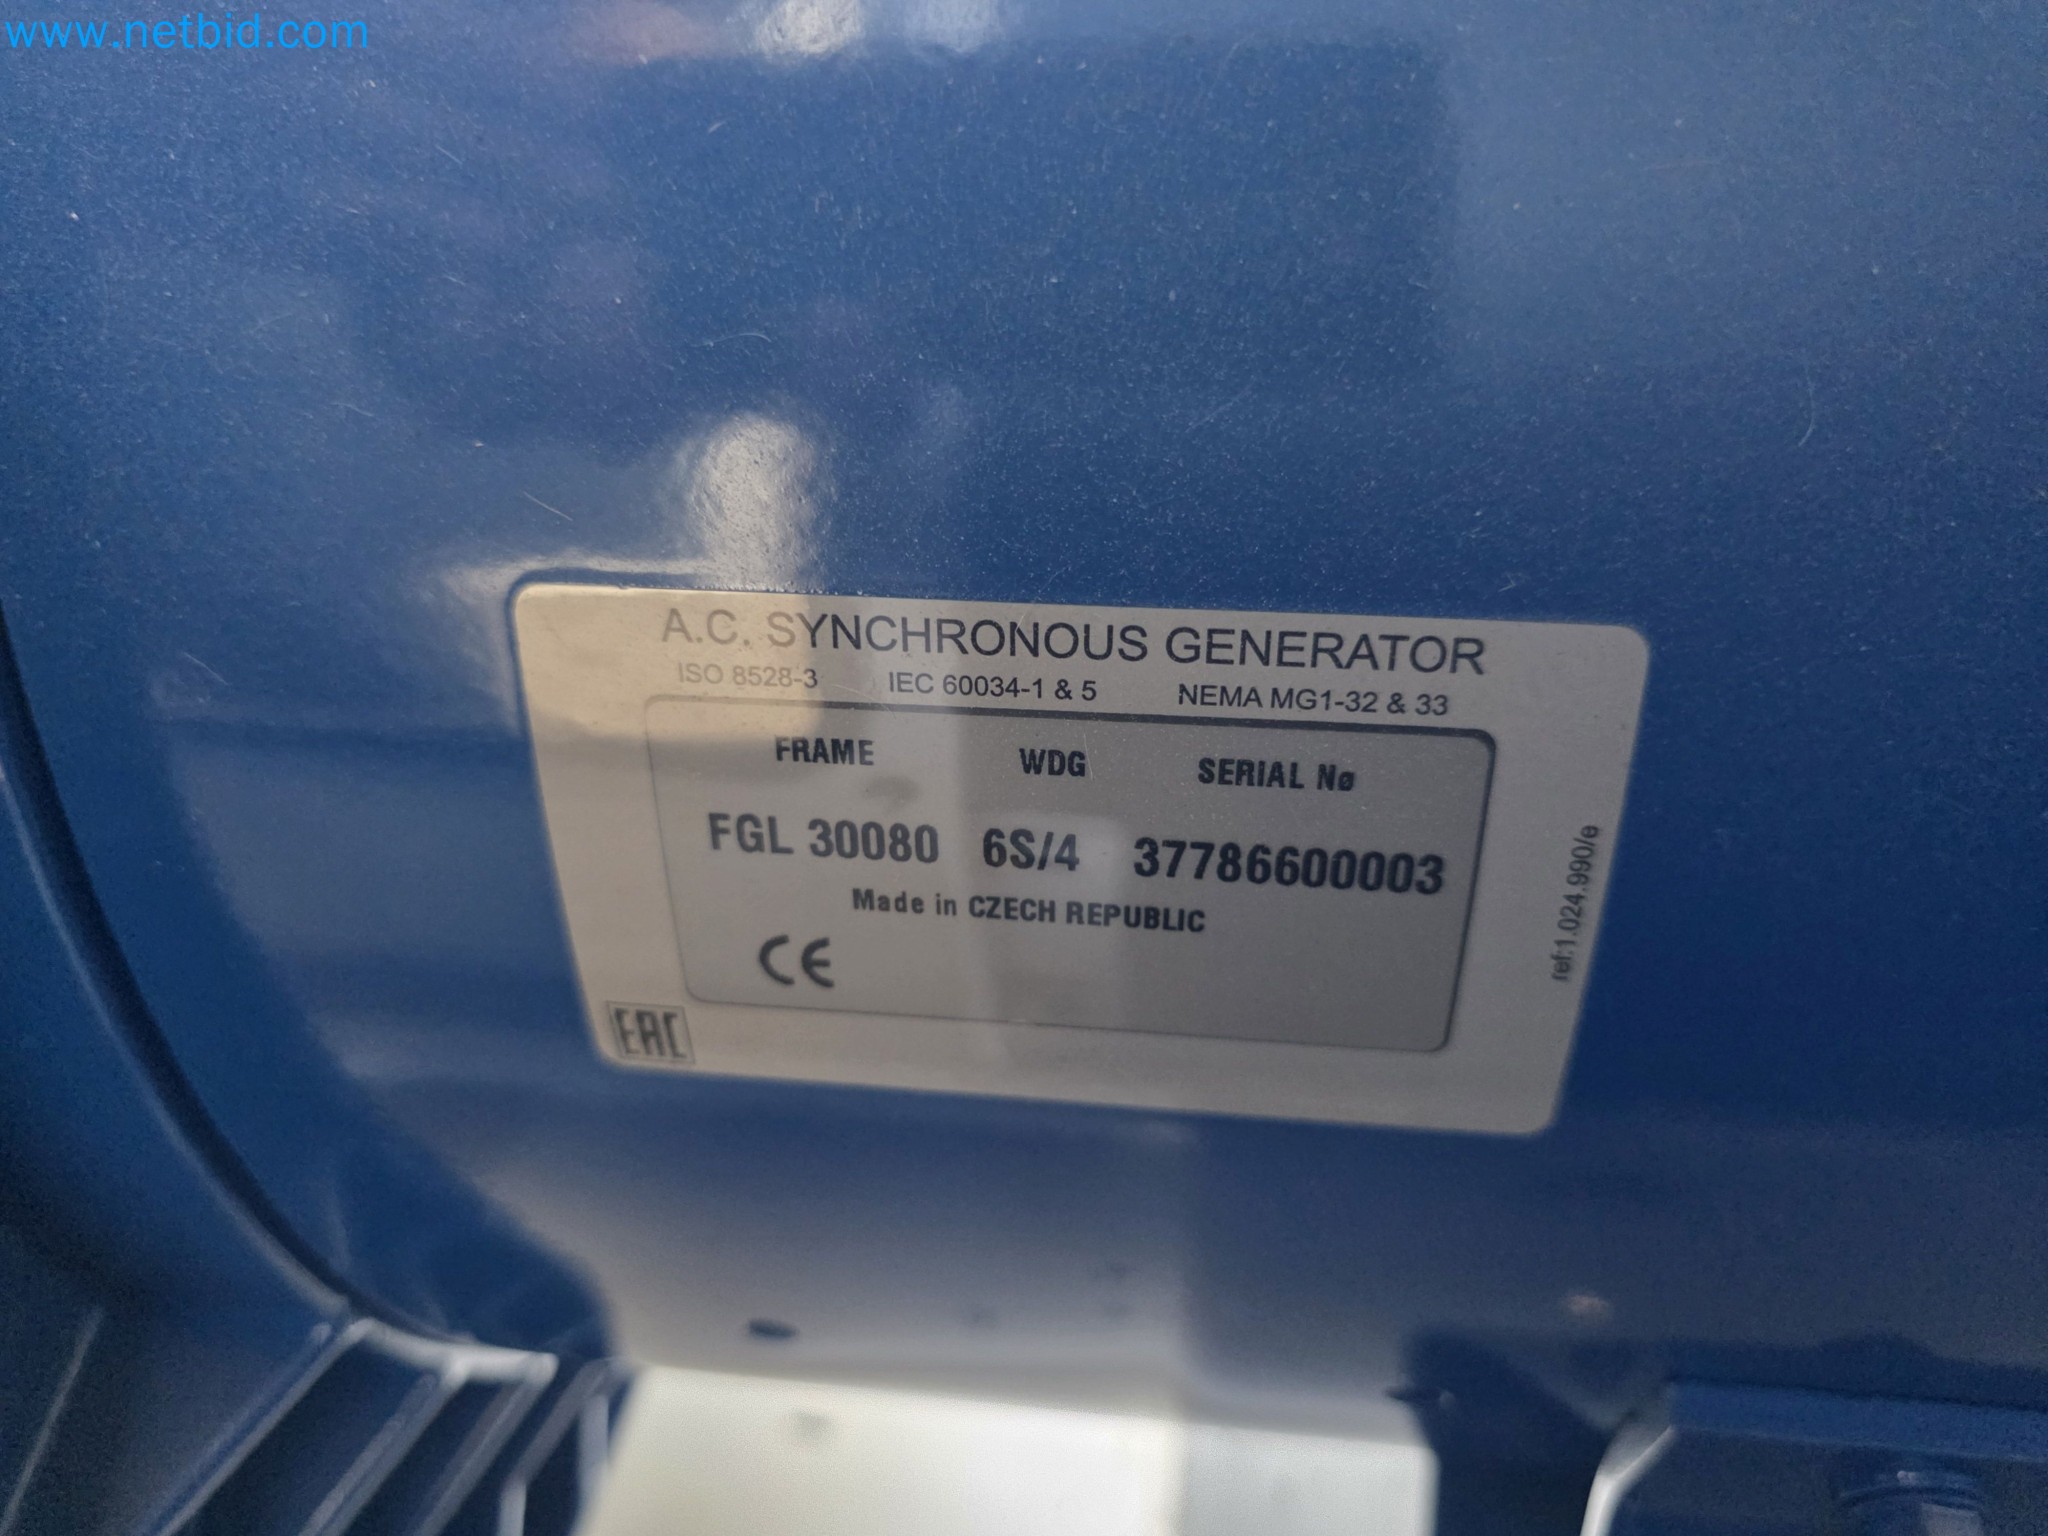 www.netbid.com
A.C. SYNCHRONOUS GENERATOR
ISO 8528-3 IEC 60034-1 & 5 NEMA MG1-32 & 33
FRAME WDG SERIAL Nø
FGL 30080 6S/4 37786600003
Made in CZECH REPUBLIC
CE
EAC
ref:1.024.990/e